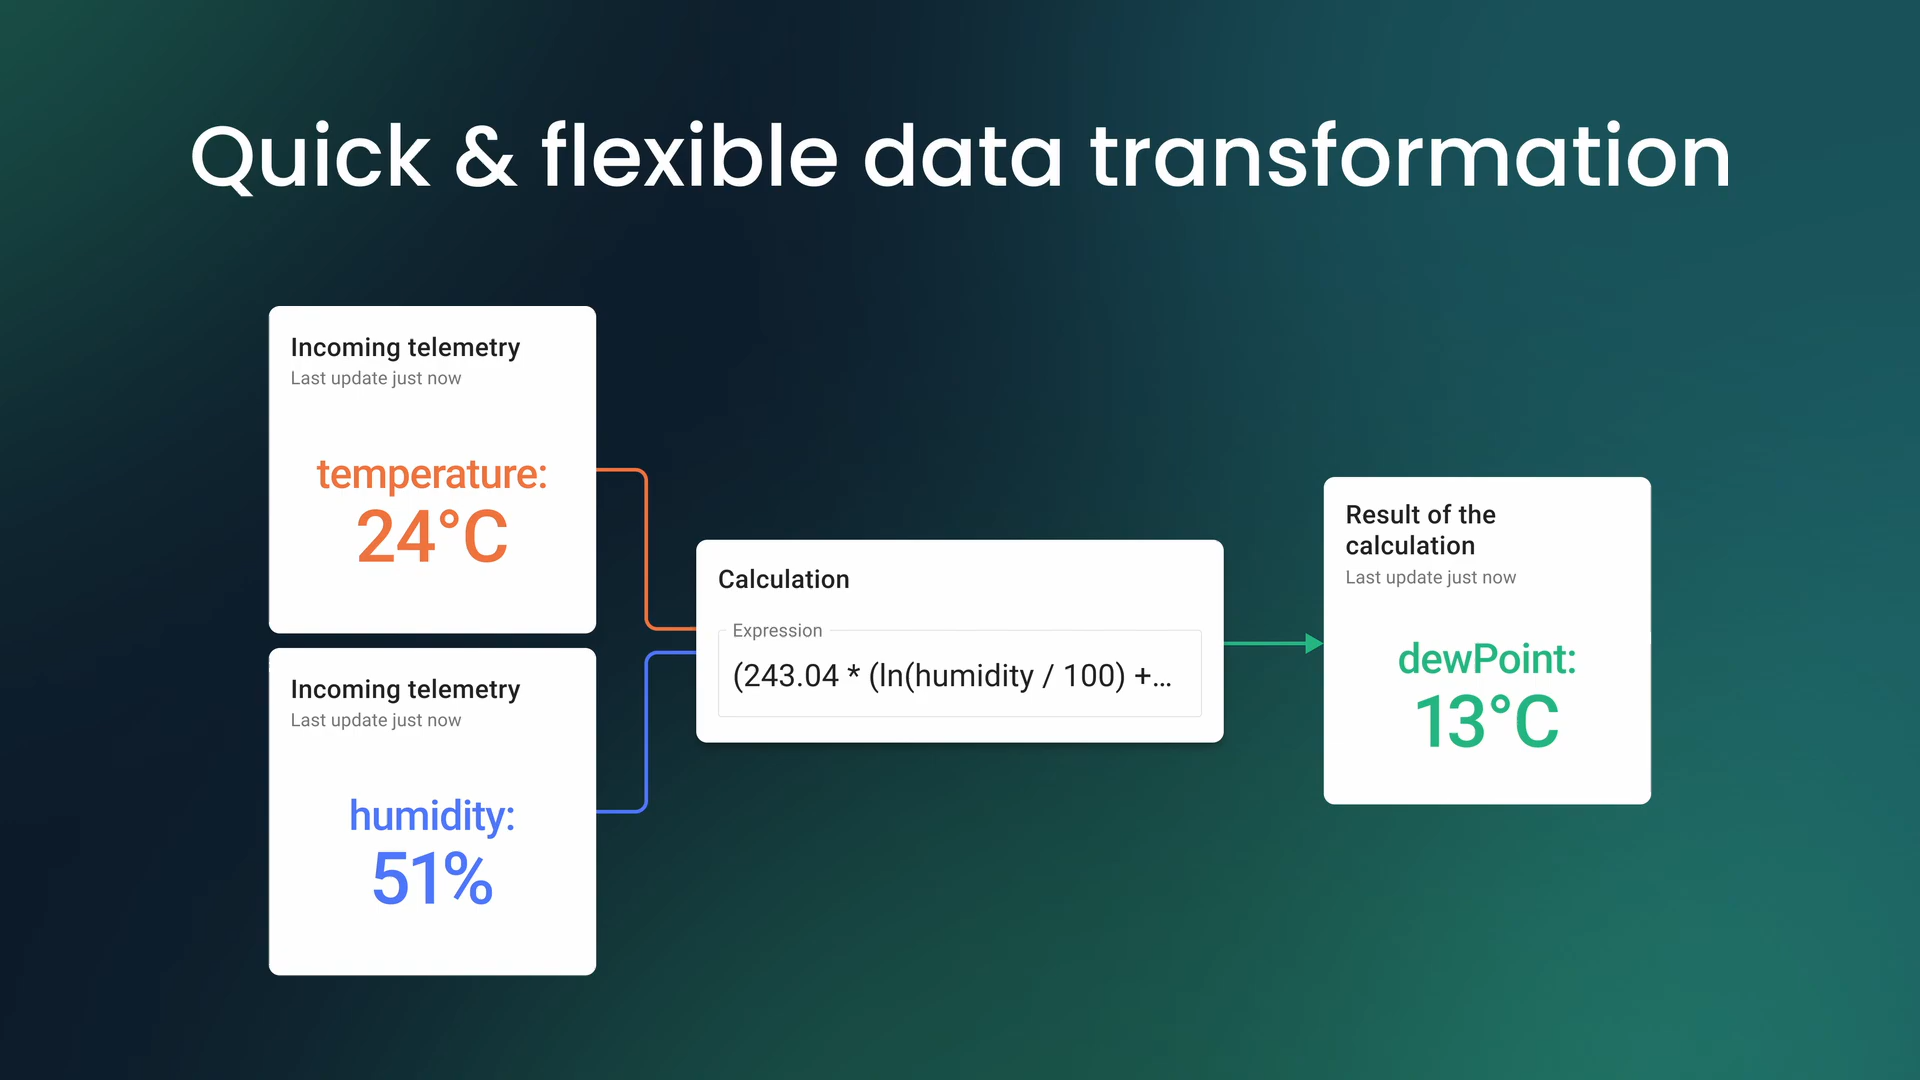 Quick & flexible data transformation
Incoming telemetry
Last update just now
temperature:
24°C
Incoming telemetry
Last update just now
humidity:
51%
Calculation
Expression
(243.04 * (ln(humidity / 100) +...
Result of the
calculation
Last update just now
dewPoint:
13°C